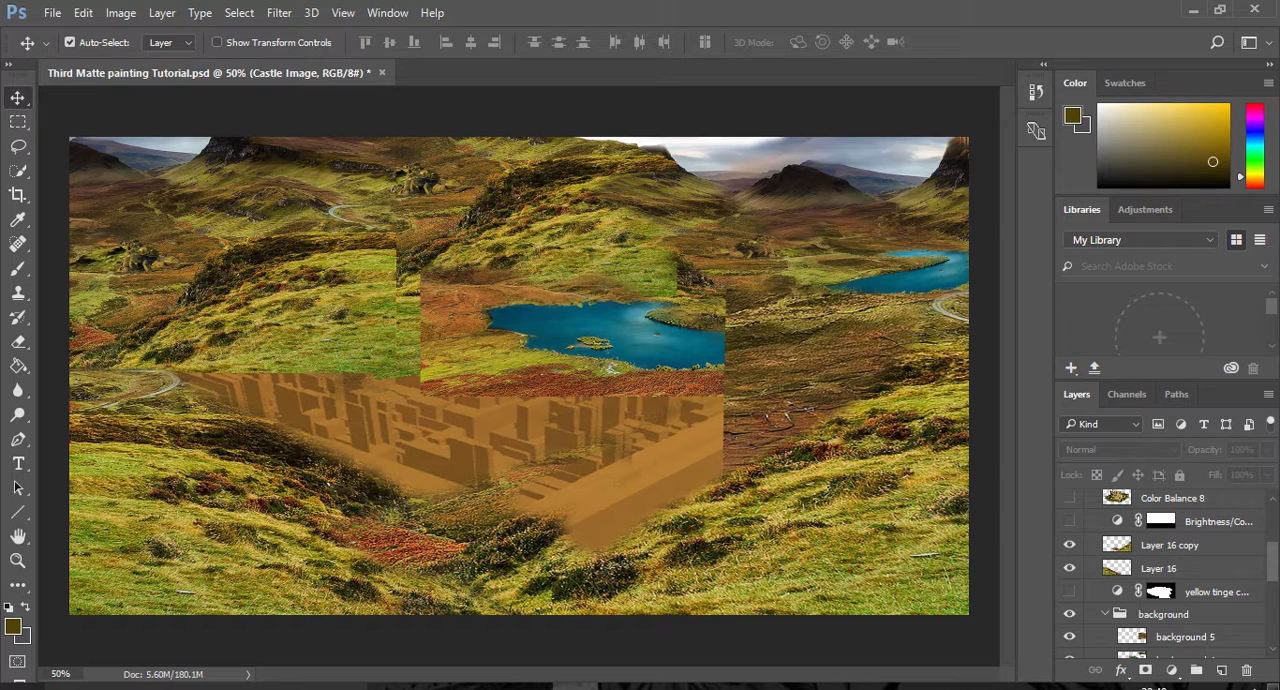 Ps File Edit Image Layer Type Select Filter 3D View Window Help
Auto-Select: Layer Show Transform Controls 3D Mode:
Third Matte painting Tutorial.psd @ 50% (Castle Image, RGB/8#) *
Color Swatches
Libraries Adjustments
My Library
Search Adobe Stock
Layers Channels Paths
Kind
Normal Opacity: 100%
Lock: Fill: 100%
Color Balance 8
Brightness/Co...
Layer 16 copy
Layer 16
yellow tinge c...
background
background 5
50% Doc: 5.60M/180.1M